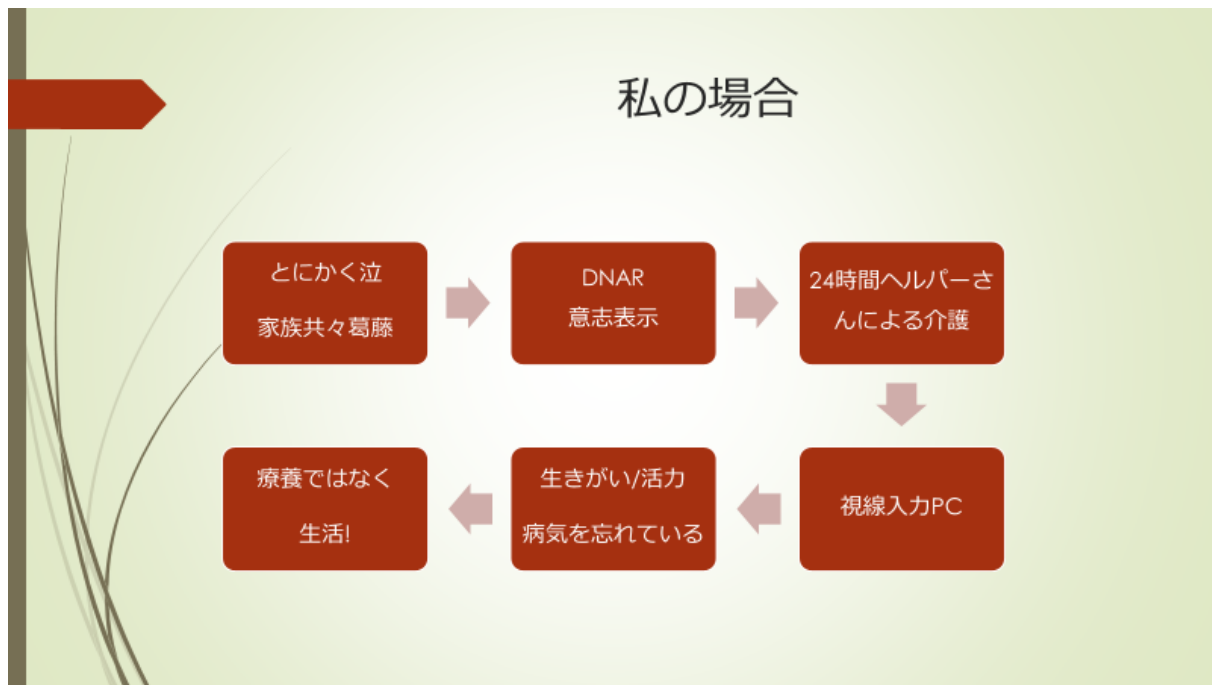 私の場合
とにかく泣
家族共々葛藤
DNAR
意志表示
24時間ヘルパーさ
んによる介護
視線入力PC
生きがい/活力
病気を忘れている
療養ではなく
生活!